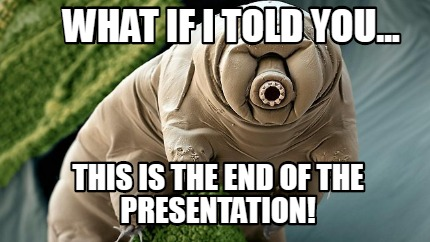 WHAT IF I TOLD YOU...
THIS IS THE END OF THE
PRESENTATION!